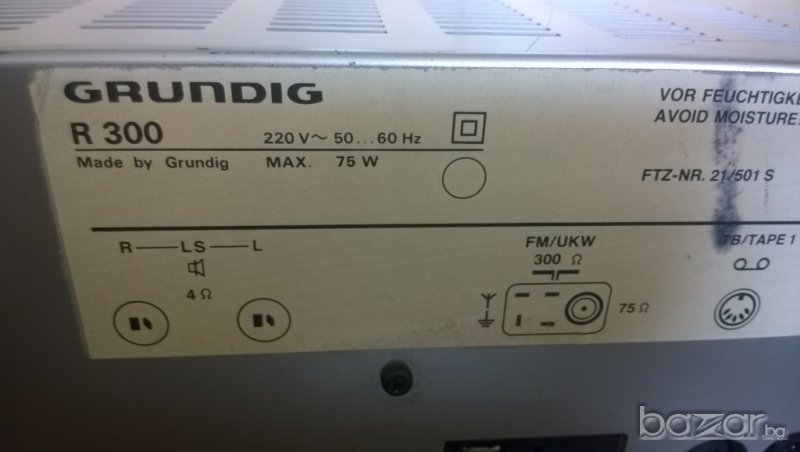 GRUNDIG
R 300
220 V~ 50...60 Hz
Made by Grundig MAX. 75 W
VOR FEUCHTIGKE
AVOID MOISTURE.
FTZ-NR. 21/501 S
R LS L
4 Ω
FM/UKW
300 Ω
75 Ω
TB/TAPE 1
bazar.bg